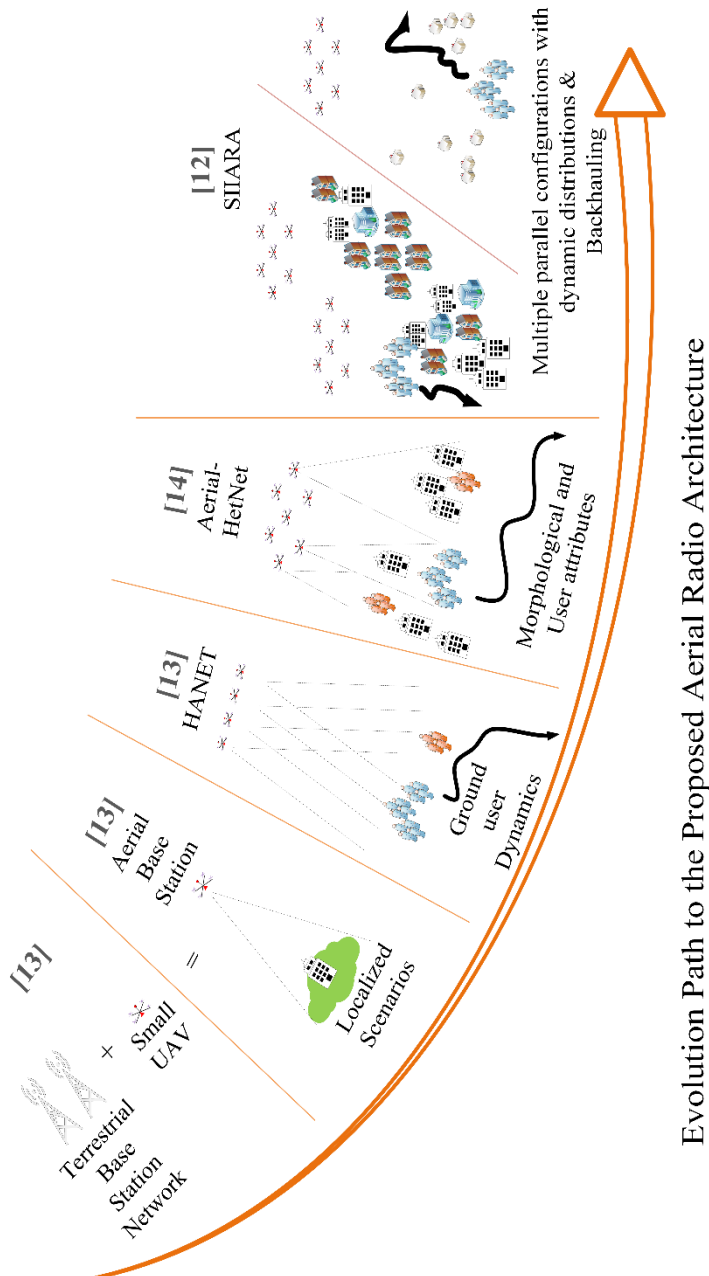 [13]
Terrestrial
Base
Station
Network
+
Small
UAV
=
[13]
Aerial
Base
Station
Localized
Scenarios
[13]
HANET
Ground
user
Dynamics
[14]
Aerial-
HetNet
Morphological and
User attributes
[12]
SIIARA
Multiple parallel configurations with
dynamic distributions &
Backhauling
Evolution Path to the Proposed Aerial Radio Architecture